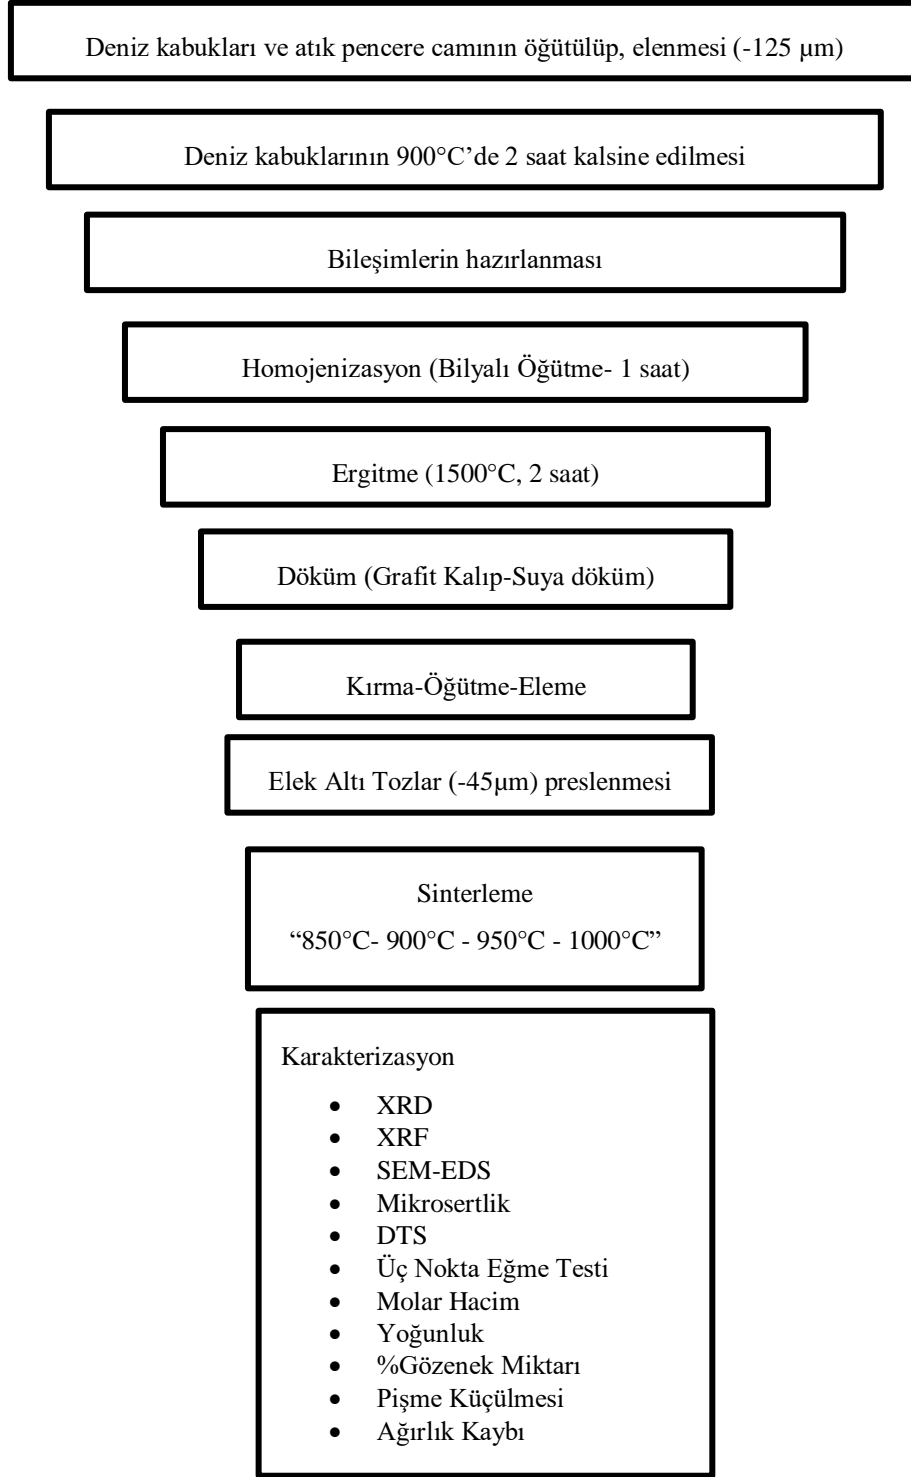 Deniz kabukları ve atık pencere camının öğütülüp, elenmesi (-125 µm)
Deniz kabuklarının 900°C’de 2 saat kalsine edilmesi
Bileşimlerin hazırlanması
Homojenizasyon (Bilyalı Öğütme- 1 saat)
Ergitme (1500°C, 2 saat)
Döküm (Grafit Kalıp-Suya döküm)
Kırma-Öğütme-Eleme
Elek Altı Tozlar (-45µm) preslenmesi
Sinterleme
“850°C- 900°C - 950°C - 1000°C”
Karakterizasyon
• XRD
• XRF
• SEM-EDS
• Mikrosertlik
• DTS
• Üç Nokta Eğme Testi
• Molar Hacim
• Yoğunluk
• %Gözenek Miktarı
• Pişme Küçülmesi
• Ağırlık Kaybı